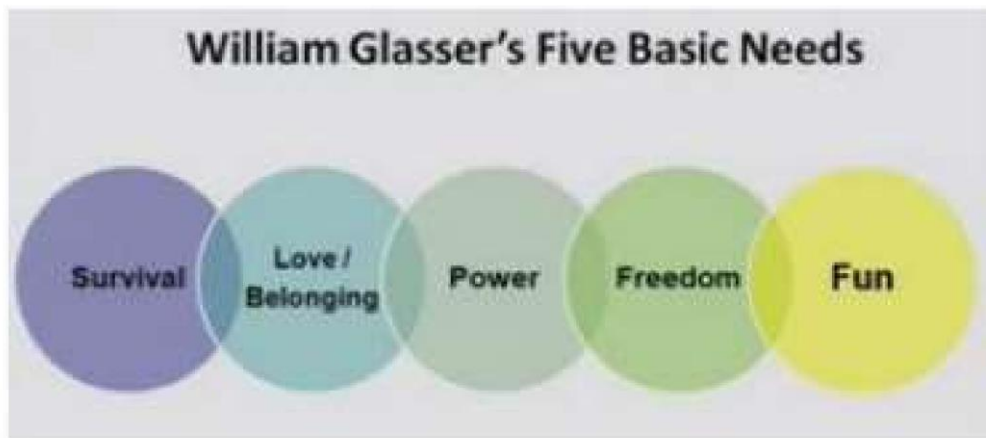 William Glasser's Five Basic Needs
Survival
Love /
Belonging
Power
Freedom
Fun